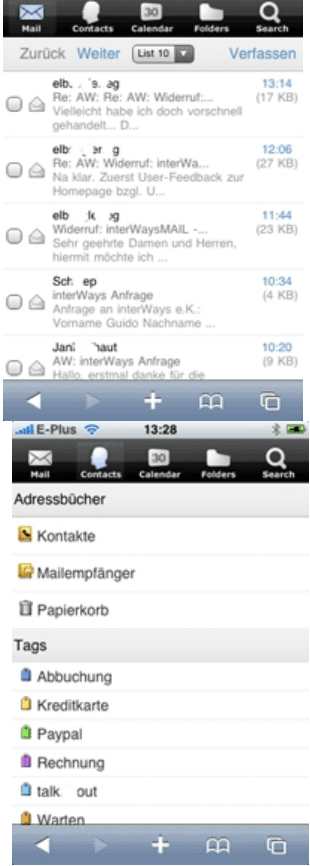 Mail Contacts Calendar Folders Search
Zurück Weiter List 10 Verfassen
13:14
Re: AW: Re: AW: Widerruf:... (17 KB)
Vielleicht habe ich doch vorschnell
gehandelt... D...
12:06
Re: AW: Widerruf: interWa... (27 KB)
Na klar. Zuerst User-Feedback zur
Homepage bzgl. U...
11:44
Widerruf: interWaysMAIL -... (23 KB)
Sehr geehrte Damen und Herren,
hiermit möchte ich ...
10:34
interWays Anfrage (4 KB)
Anfrage an interWays e.K.:
Vorname Guido Nachname ...
10:20
AW: interWays Anfrage (9 KB)
Hallo, erstmal danke für die
E-Plus 13:28
Mail Contacts Calendar Folders Search
Adressbücher
Kontakte
Mailempfänger
Papierkorb
Tags
Abbuchung
Kreditkarte
Paypal
Rechnung
talk out
Warten